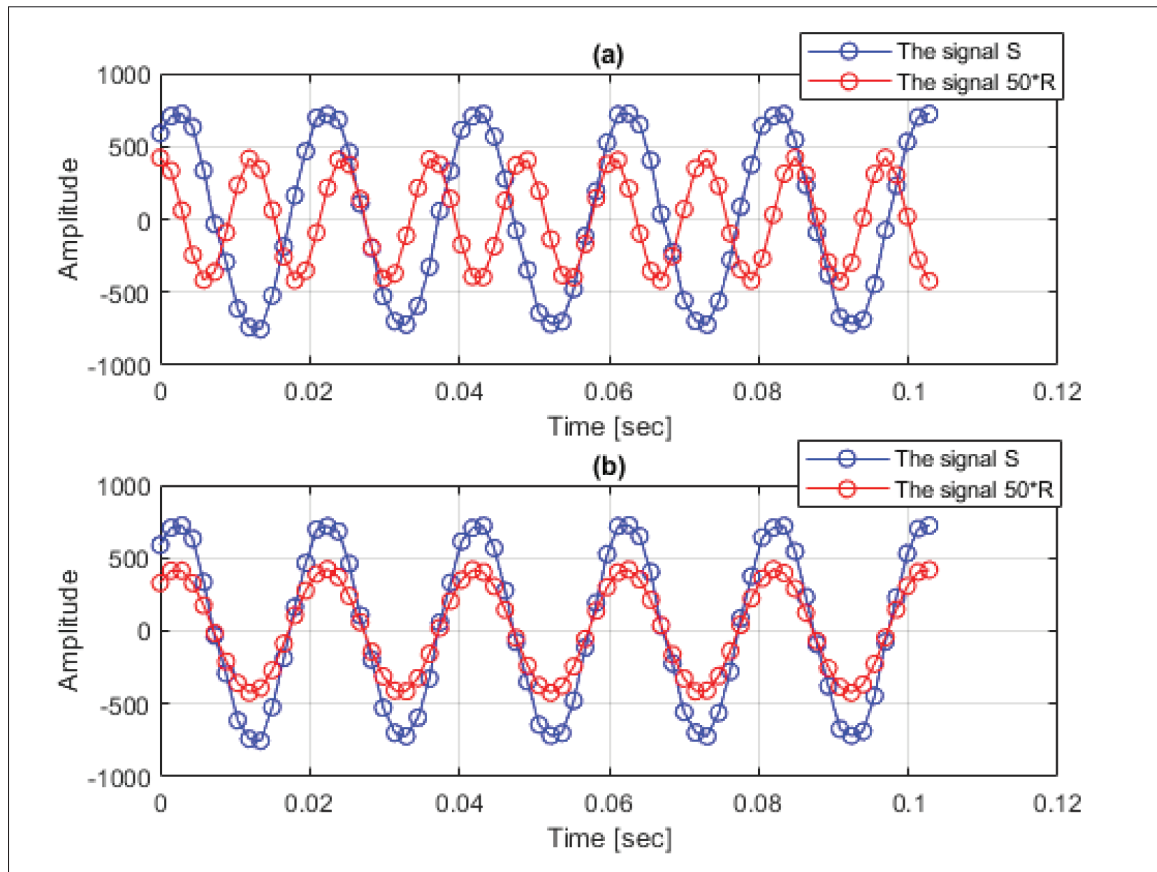 (a)
The signal S
The signal 50*R
1000
500
0
-500
-1000
Amplitude
0 0.02 0.04 0.06 0.08 0.1 0.12
Time [sec]
(b)
The signal S
The signal 50*R
1000
500
0
-500
-1000
Amplitude
0 0.02 0.04 0.06 0.08 0.1 0.12
Time [sec]